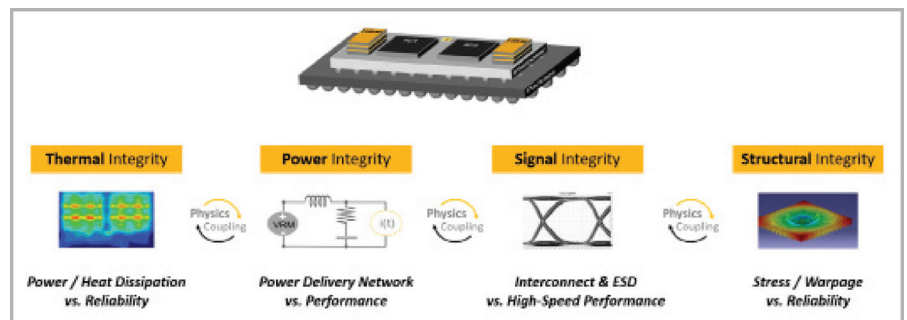 Thermal Integrity
Power Integrity
Signal Integrity
Structural Integrity
Physics
Coupling
VRM
i(t)
Physics
Coupling
Physics
Coupling
Power / Heat Dissipation
vs. Reliability
Power Delivery Network
vs. Performance
Interconnect & ESD
vs. High-Speed Performance
Stress / Warpage
vs. Reliability